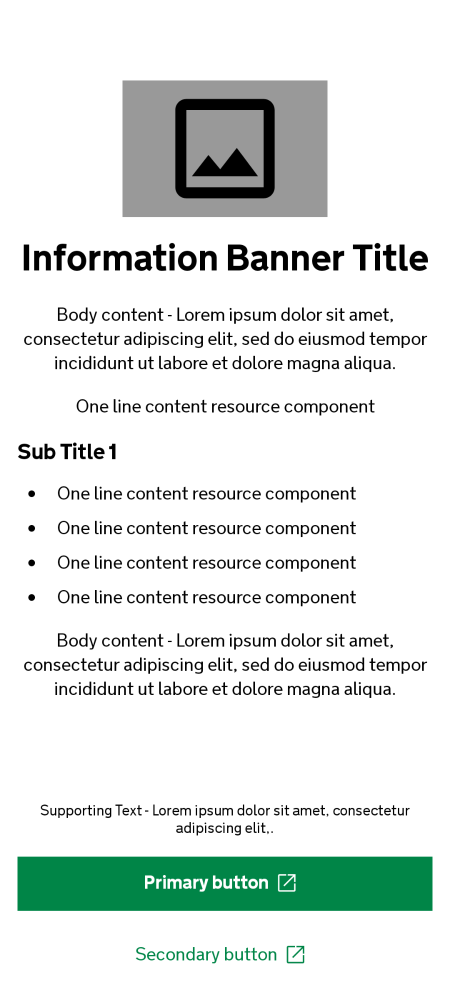 Information Banner Title
Body content - Lorem ipsum dolor sit amet,
consectetur adipiscing elit, sed do eiusmod tempor
incididunt ut labore et dolore magna aliqua.
One line content resource component
Sub Title 1
• One line content resource component
• One line content resource component
• One line content resource component
• One line content resource component
Body content - Lorem ipsum dolor sit amet,
consectetur adipiscing elit, sed do eiusmod tempor
incididunt ut labore et dolore magna aliqua.
Supporting Text - Lorem ipsum dolor sit amet, consectetur
adipiscing elit,.
Primary button
Secondary button